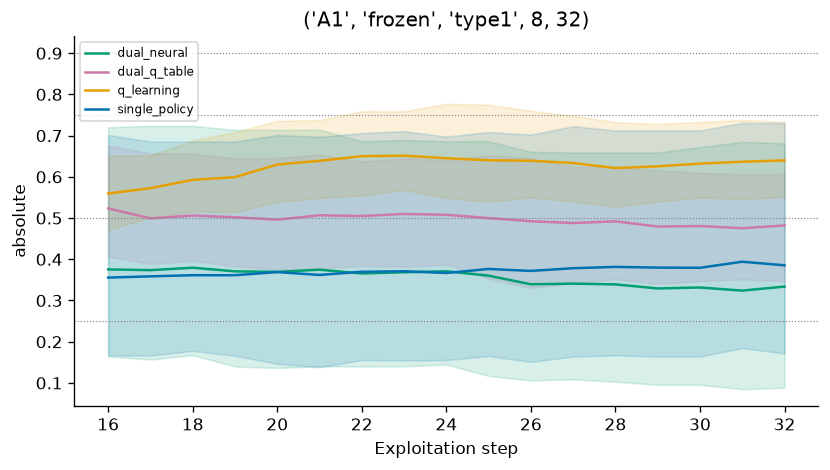 ('A1', 'frozen', 'type1', 8, 32)
dual_neural
dual_q_table
q_learning
single_policy
absolute
0.9
0.8
0.7
0.6
0.5
0.4
0.3
0.2
0.1
16 18 20 22 24 26 28 30 32
Exploitation step